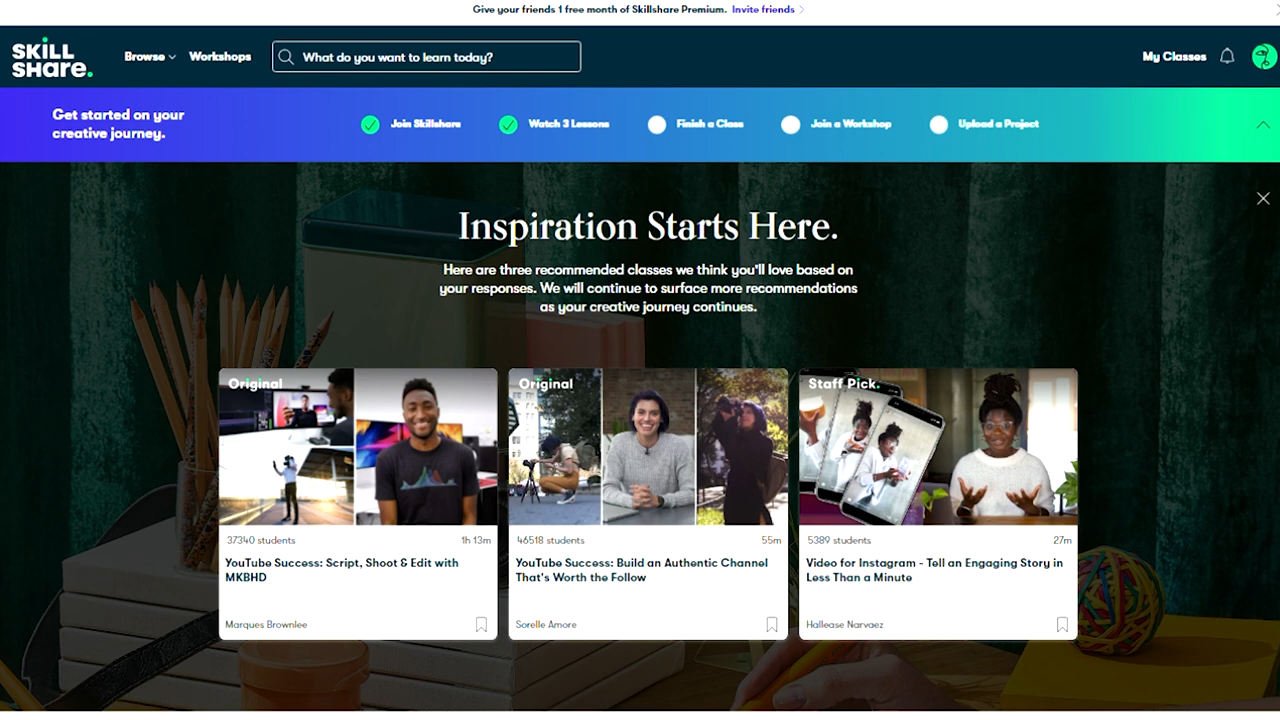 Give your friends 1 free month of Skillshare Premium. Invite friends
SKILL
SHARE.
Browse
Workshops
What do you want to learn today?
My Classes
Get started on your
creative journey.
Join Skillshare
Watch 3 Lessons
Finish a Class
Join a Workshop
Upload a Project
Inspiration Starts Here.
Here are three recommended classes we think you'll love based on
your responses. We will continue to surface more recommendations
as your creative journey continues.
Original
37340 students
1h 13m
YouTube Success: Script, Shoot & Edit with
MKBHD
Marques Brownlee
Original
46518 students
55m
YouTube Success: Build an Authentic Channel
That's Worth the Follow
Sorelle Amore
Staff Pick.
5389 students
27m
Video for Instagram - Tell an Engaging Story in
Less Than a Minute
Hallease Narvaez